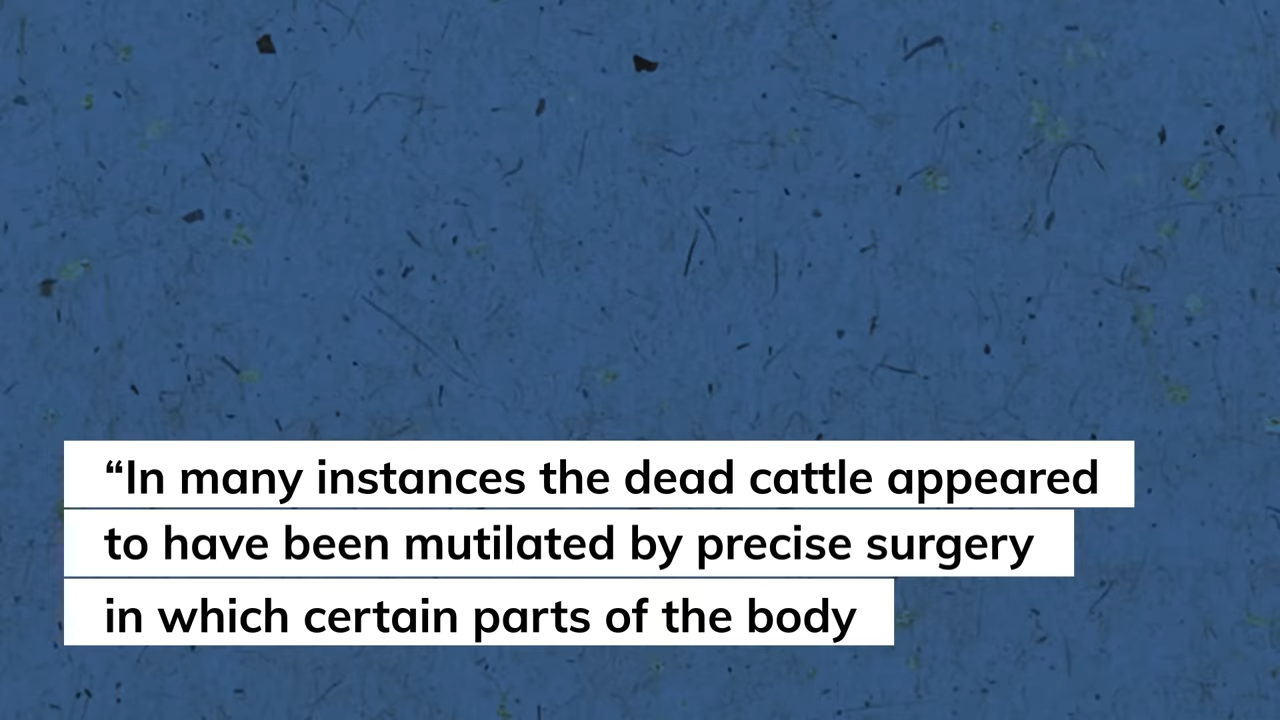 “In many instances the dead cattle appeared
to have been mutilated by precise surgery
in which certain parts of the body